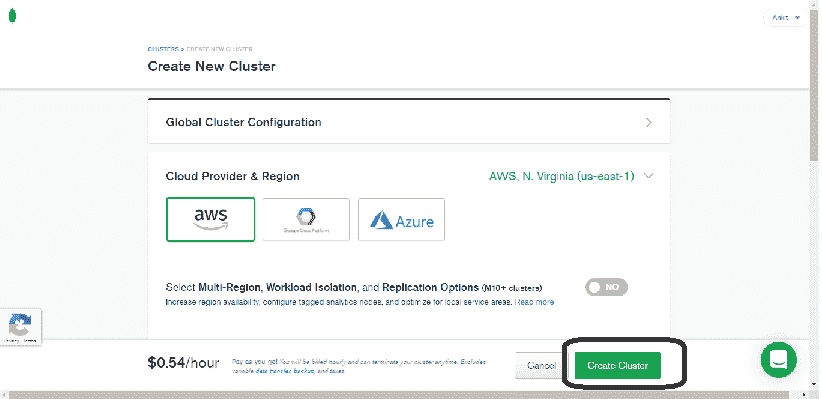 Ankit
CLUSTERS > CREATE NEW CLUSTER
Create New Cluster
Global Cluster Configuration
Cloud Provider & Region
AWS, N. Virginia (us-east-1)
aws
Google Cloud Platform
Azure
Select Multi-Region, Workload Isolation, and Replication Options (M10+ clusters)
NO
Increase region availability, configure tagged analytics nodes, and optimize for local service areas. Read more
Privacy - Terms
$0.54/hour
Pay as you go! You will be billed hourly and can terminate your cluster anytime. Excludes
variable data transfer, backup, and taxes.
Cancel
Create Cluster